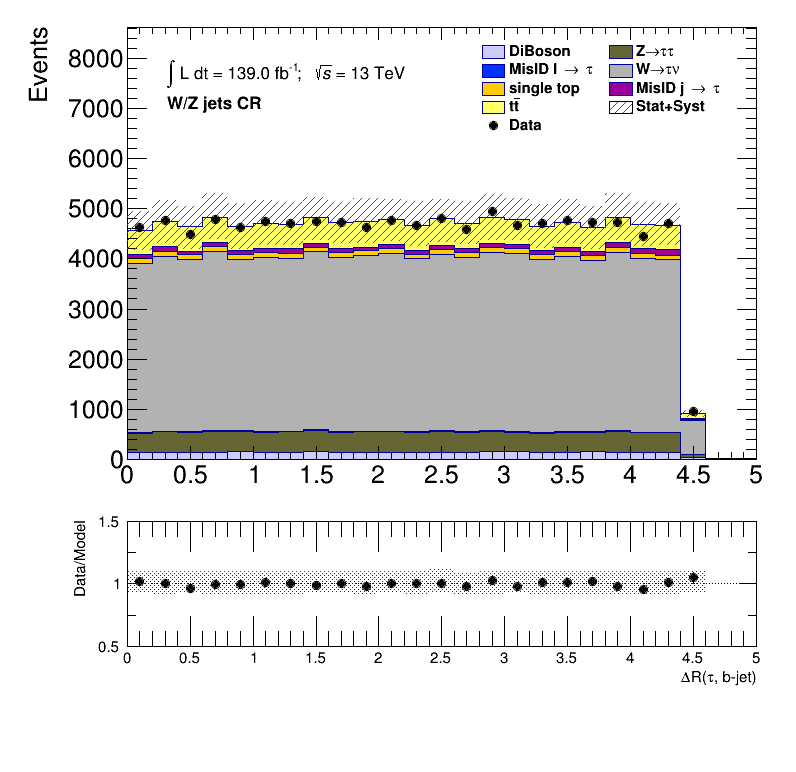 Events
8000
7000
6000
5000
4000
3000
2000
1000
0
∫ L dt = 139.0 fb⁻¹; √s = 13 TeV
W/Z jets CR
DiBoson
Z→ττ
MisID l → τ
W→τν
single top
MisID j → τ
tt̄
Stat+Syst
Data
0 0.5 1 1.5 2 2.5 3 3.5 4 4.5 5
Data/Model
1.5
1
0.5
0 0.5 1 1.5 2 2.5 3 3.5 4 4.5 5
ΔR(τ, b-jet)